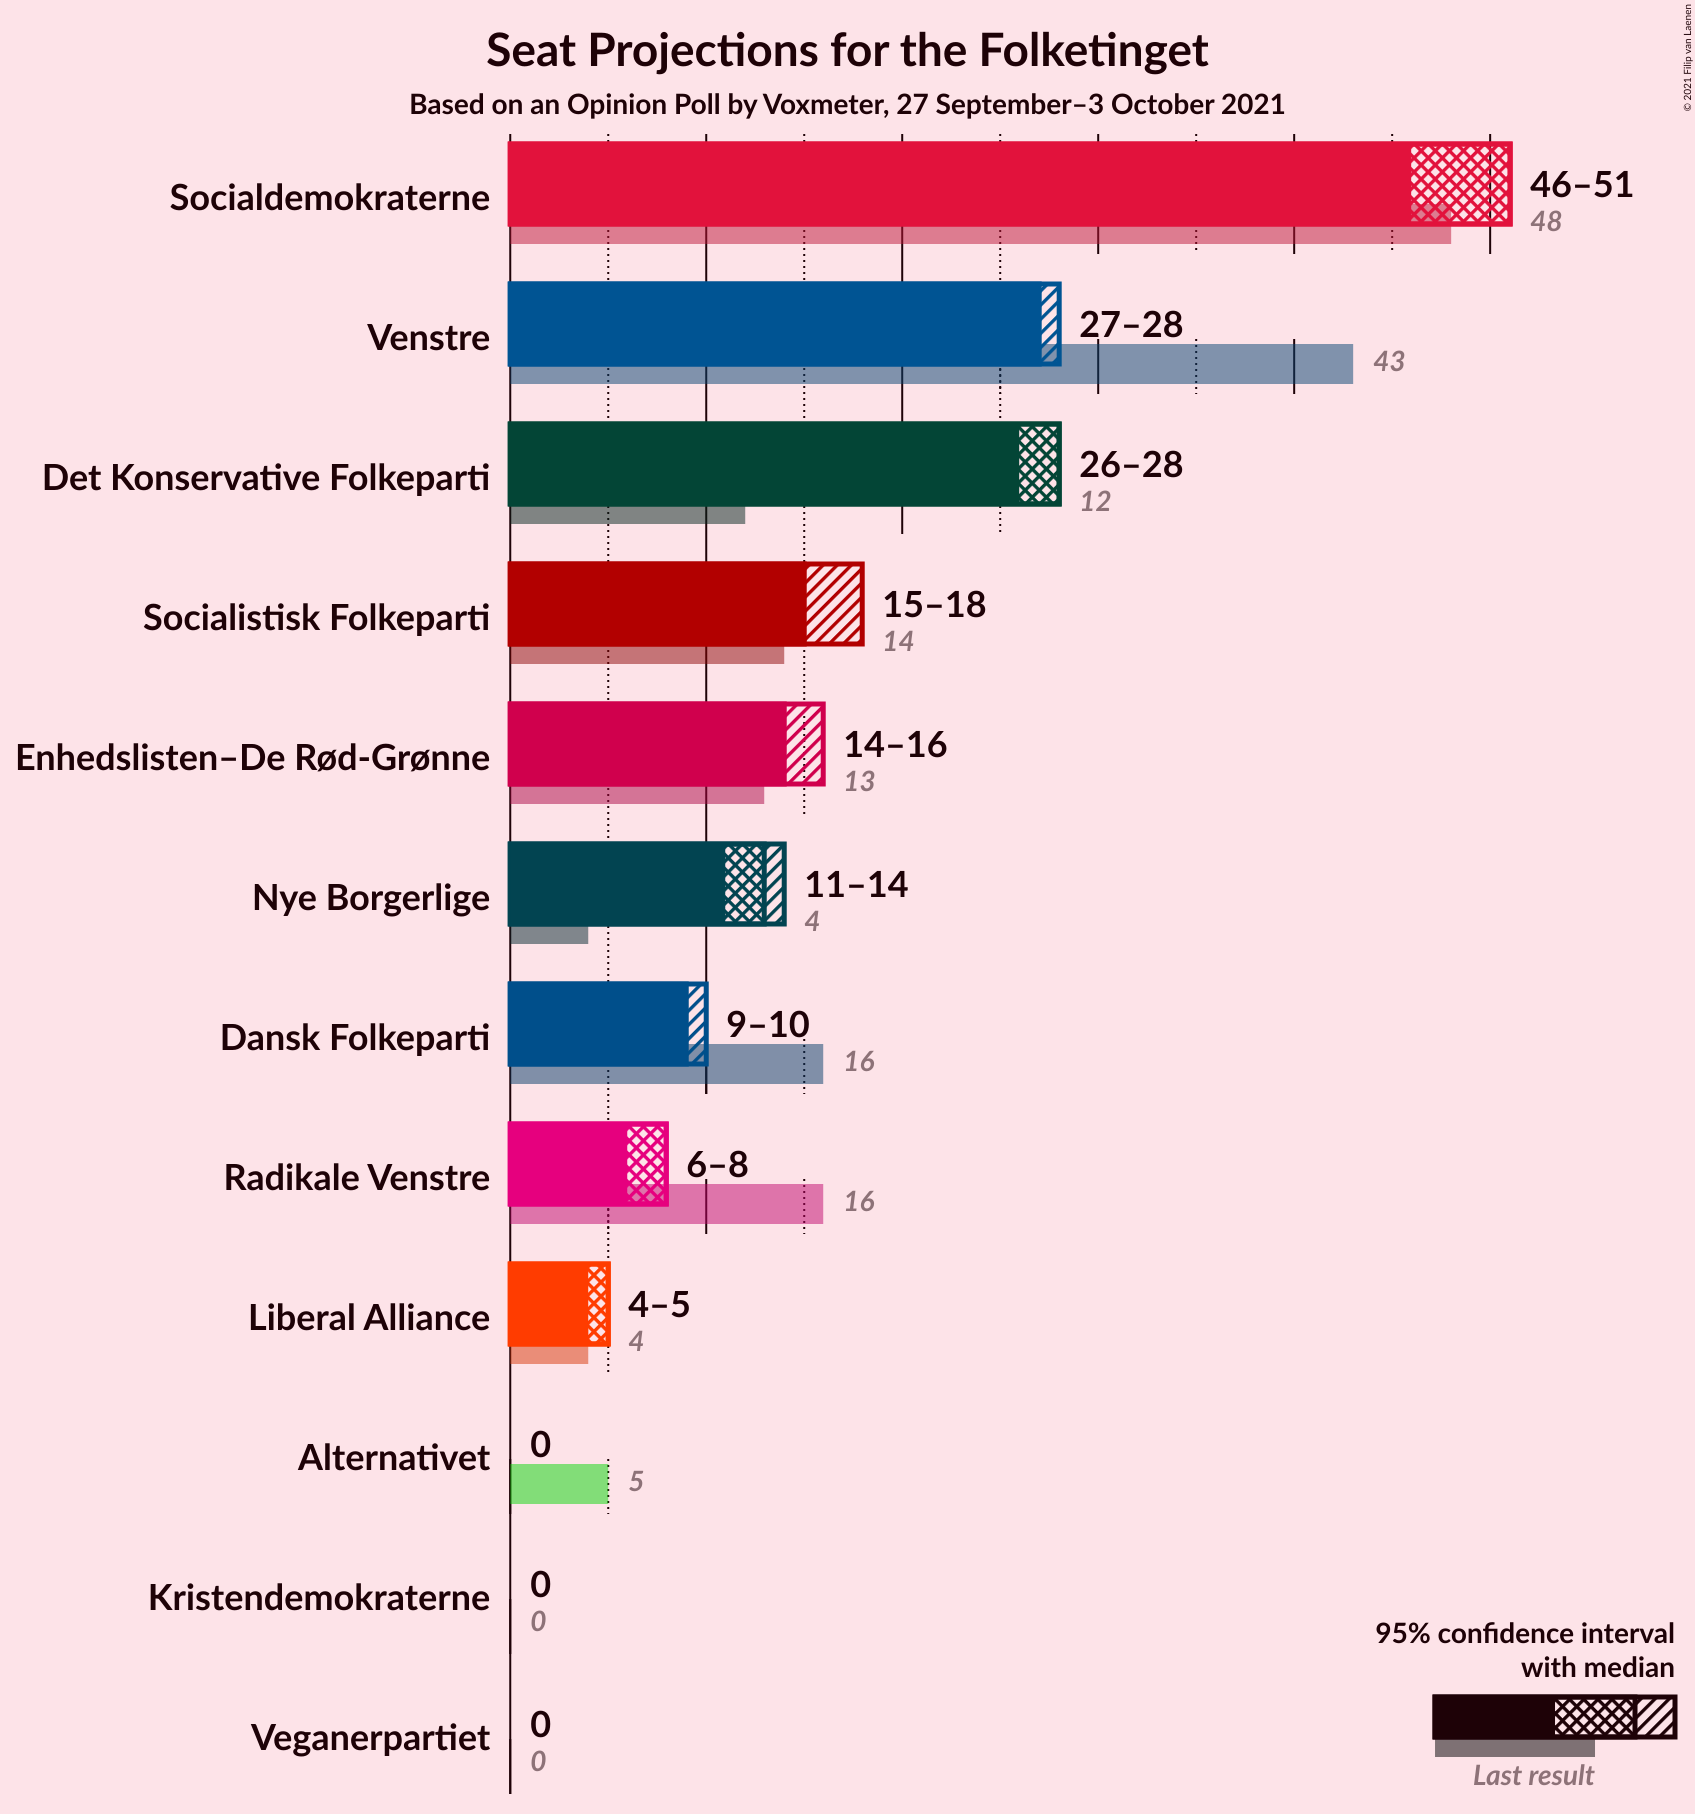 Seat Projections for the Folketinget
Based on an Opinion Poll by Voxmeter, 27 September–3 October 2021
© 2021 Filip van Laenen
Socialdemokraterne
46–51
48
Venstre
27–28
43
Det Konservative Folkeparti
26–28
12
Socialistisk Folkeparti
15–18
14
Enhedslisten–De Rød-Grønne
14–16
13
Nye Borgerlige
11–14
4
Dansk Folkeparti
9–10
16
Radikale Venstre
6–8
16
Liberal Alliance
4–5
4
Alternativet
0
5
Kristendemokraterne
0
0
Veganerpartiet
0
0
95% confidence interval
with median
Last result